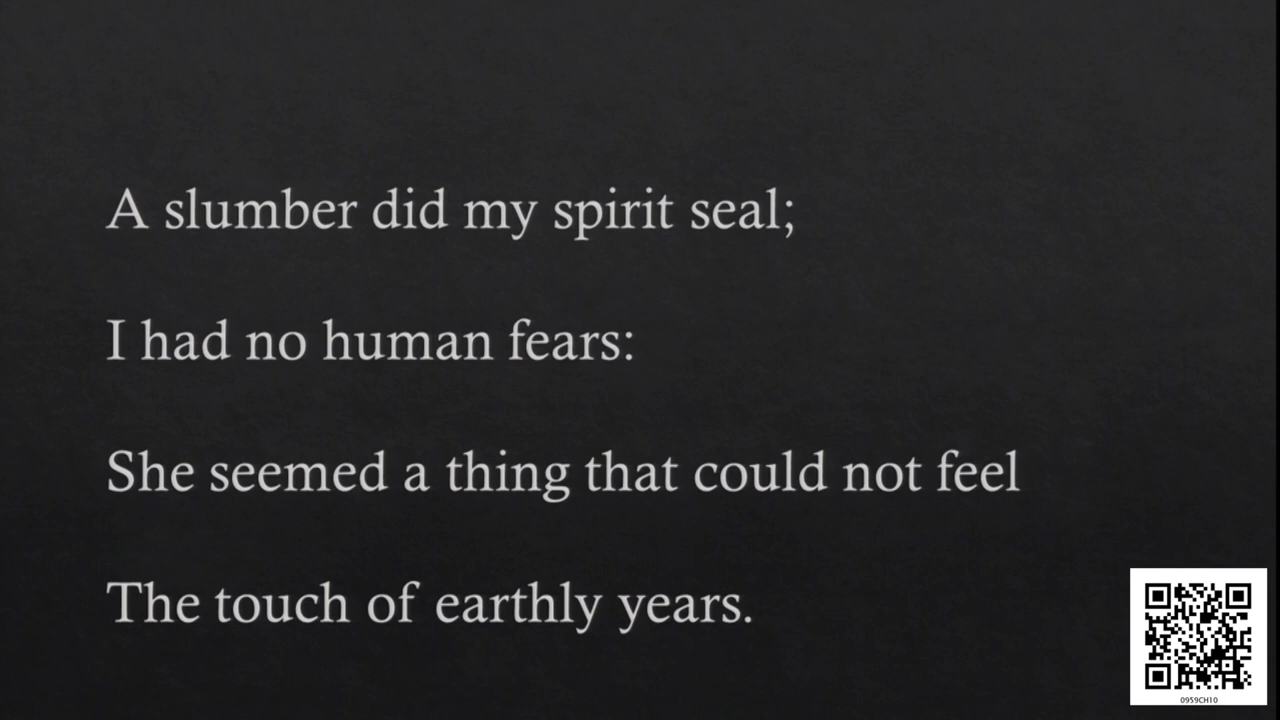 A slumber did my spirit seal;
I had no human fears:
She seemed a thing that could not feel
The touch of earthly years.
0959CH10